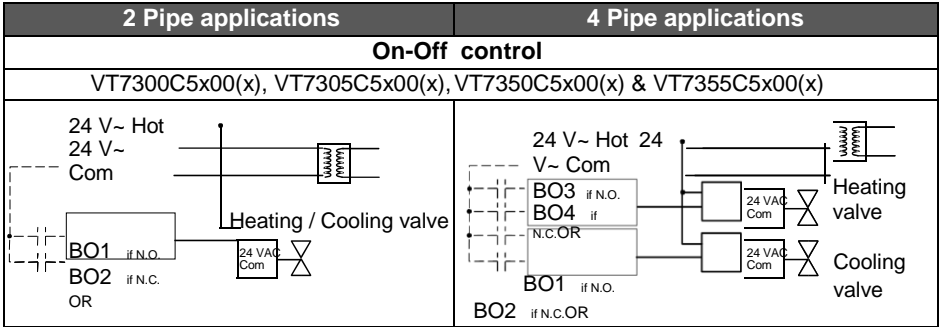 2 Pipe applications
4 Pipe applications
On-Off control
VT7300C5x00(x), VT7305C5x00(x), VT7350C5x00(x) & VT7355C5x00(x)
24 V~ Hot
24 V~
Com
Heating / Cooling valve
BO1 if N.O.
BO2 if N.C.
OR
24 VAC
Com
24 V~ Hot 24
V~ Com
BO3 if N.O.
BO4 if
N.C.OR
24 VAC
Com
Heating
valve
BO1 if N.O.
BO2 if N.C.OR
24 VAC
Com
Cooling
valve